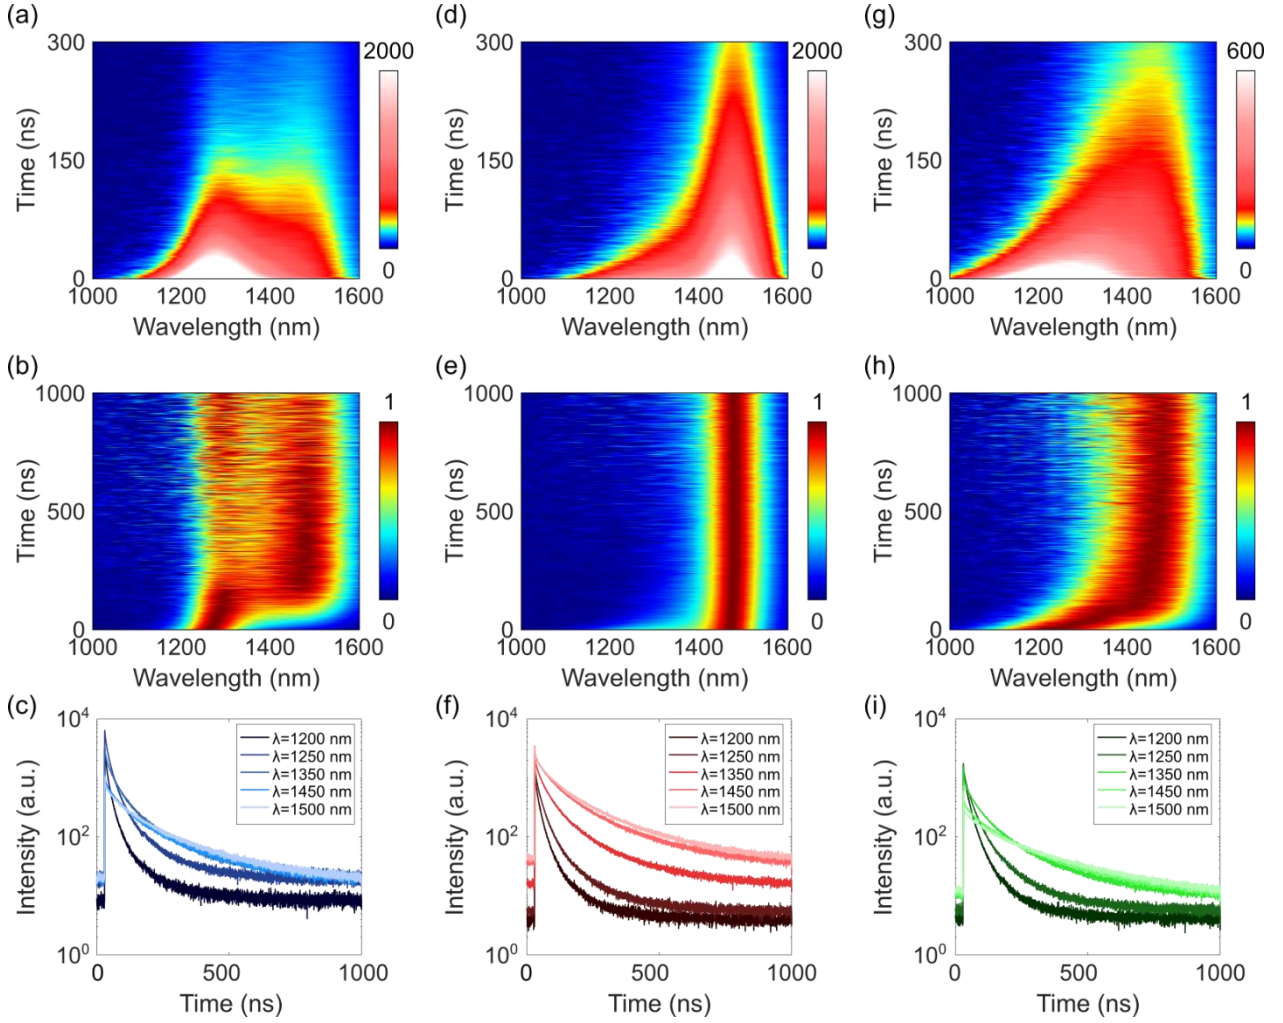 (a)
300
150
0
Time (ns)
1000 1200 1400 1600
Wavelength (nm)
2000
0
(d)
300
150
0
Time (ns)
1000 1200 1400 1600
Wavelength (nm)
2000
0
(g)
300
150
0
Time (ns)
1000 1200 1400 1600
Wavelength (nm)
600
0
(b)
1000
500
0
Time (ns)
1000 1200 1400 1600
Wavelength (nm)
1
0
(e)
1000
500
0
Time (ns)
1000 1200 1400 1600
Wavelength (nm)
1
0
(h)
1000
500
0
Time (ns)
1000 1200 1400 1600
Wavelength (nm)
1
0
(c)
10⁴
10²
10⁰
Intensity (a.u.)
λ=1200 nm
λ=1250 nm
λ=1350 nm
λ=1450 nm
λ=1500 nm
0 500 1000
Time (ns)
(f)
10⁴
10²
10⁰
Intensity (a.u.)
λ=1200 nm
λ=1250 nm
λ=1350 nm
λ=1450 nm
λ=1500 nm
0 500 1000
Time (ns)
(i)
10⁴
10²
10⁰
Intensity (a.u.)
λ=1200 nm
λ=1250 nm
λ=1350 nm
λ=1450 nm
λ=1500 nm
0 500 1000
Time (ns)